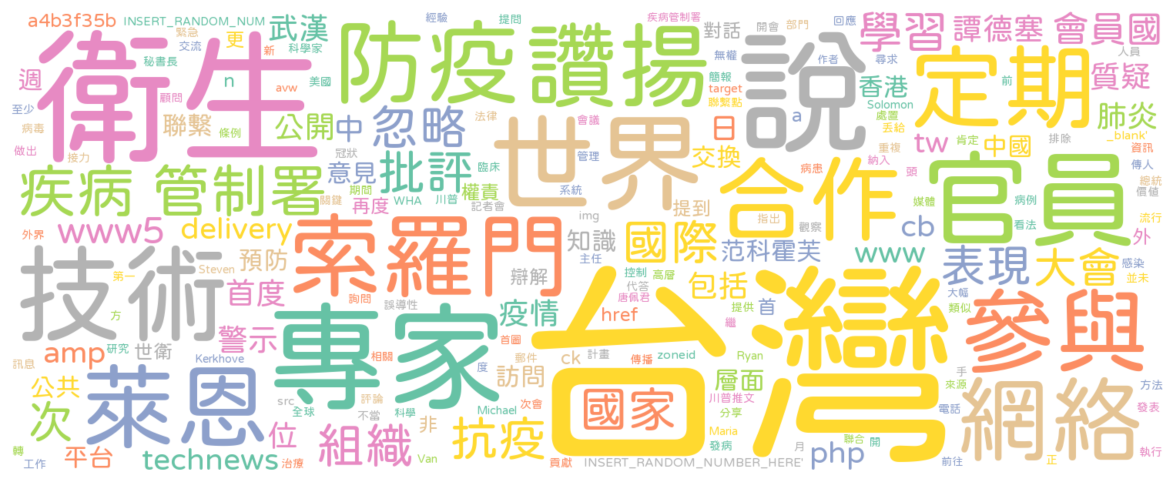 a4b3f35b INSERT_RANDOM_NUM 緊急 經驗 提問 疾病管制署 開會 部門 回應
武漢 更 交流 新 科學家 防疫 讚揚 對話 無權 作者 尋求 學習 譚德塞 會員國
週 秘書長 美國 簡報 香港 前 人員 質疑
衛生 n 顧問 avw target 說 Solomon 定期
至少 病毒 聯繫 條例 公開 中 忽略 法律 會議 聯繫點 a 處置 丟給 肺炎 _blank'
做出 接力 冠狀 意見 批評 臨床 世界 管理 日 交換 重複 tw 肯定 中國 排除 資訊
疾病 管制署 期間 權責 系統 病患 納入 頭 傳人 總統
關鍵 再度 WHA 川普 合作 官員 媒體 病例 價值
www5 delivery 記者會 img 提到 指出 cb 看法 流行
外界 第一 預防 索羅門 知識 國際 觀察 范科霍芙 www 外
技術 Steven 辯解 主任 控制 高層 表現 大會 感染 並未
方 首度 胸問 誤導性 代答 包括 首 大幅
唐佩君 提供 類似
警示 專家 疫情 href 繼 參與
amp 研究 世衛 相關 首圖 台灣
訊息 Kerkhove 度 郵件 ck 計畫 傳播 zoneid Ryan 手
公共 萊恩 src 評論 訪問 國家 層面 來源 電話 方法
次 全球 不當 科學 Michael 次會 川普推文 網絡 發表
位 組織 非 抗疫 分享 Maria
轉 工作 平台 technews 治療 Van 貢獻 發病 月 php 聯合 開 前往 正 執行
INSERT_RANDOM_NUMBER_HERE'